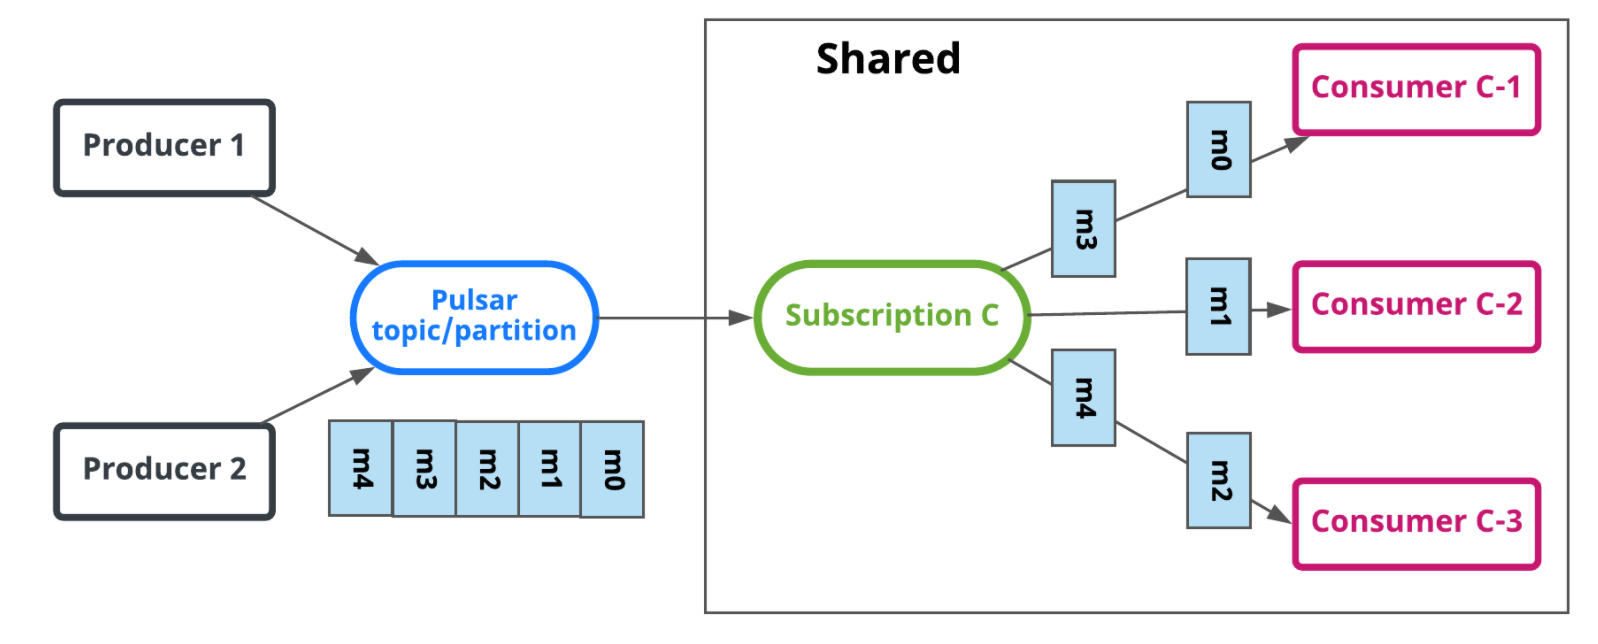 Shared
Producer 1
Producer 2
Pulsar
topic/partition
m4
m3
m2
m1
m0
Subscription C
m3
m0
m1
m4
m2
Consumer C-1
Consumer C-2
Consumer C-3